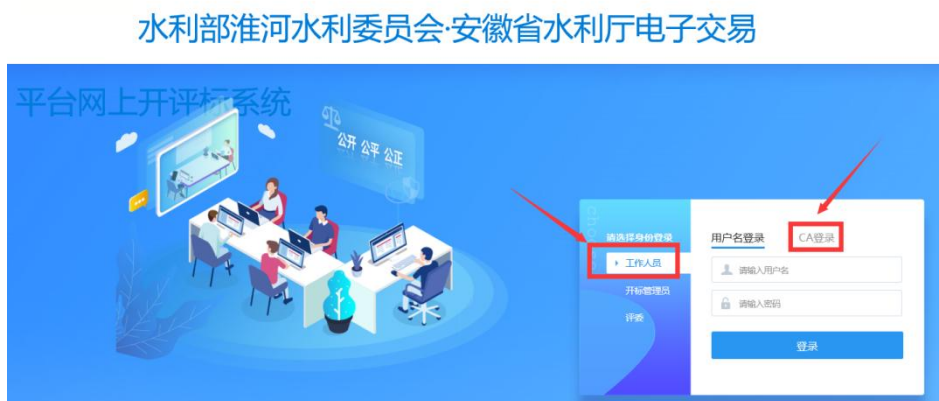 水利部淮河水利委员会·安徽省水利厅电子交易
平台网上开评标系统
公开 公平 公正
请选择身份登录
工作人员
开标管理员
评委
用户名登录 CA登录
请输入用户名
请输入密码
登录